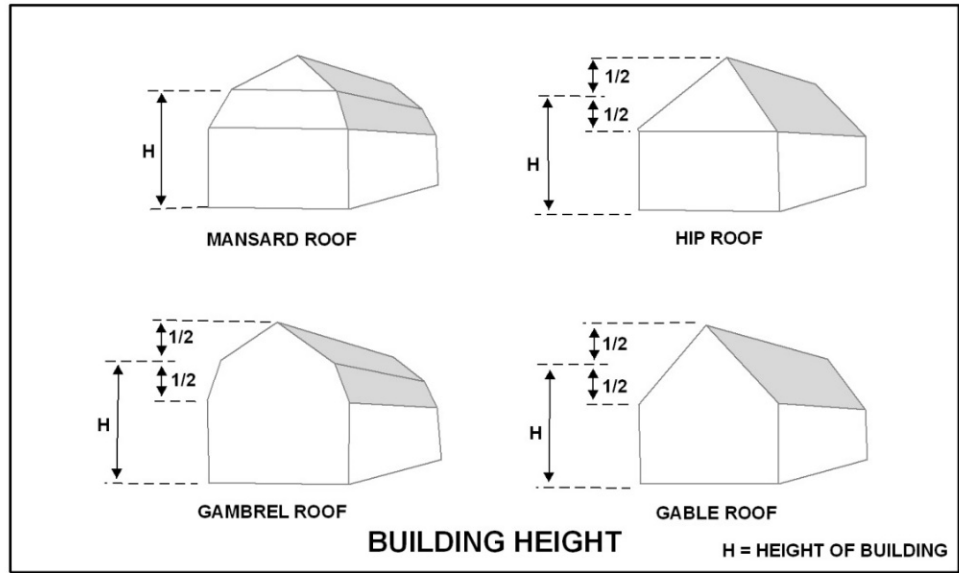 H
MANSARD ROOF
1/2
1/2
H
HIP ROOF
1/2
1/2
H
GAMBREL ROOF
1/2
1/2
H
GABLE ROOF
BUILDING HEIGHT
H = HEIGHT OF BUILDING